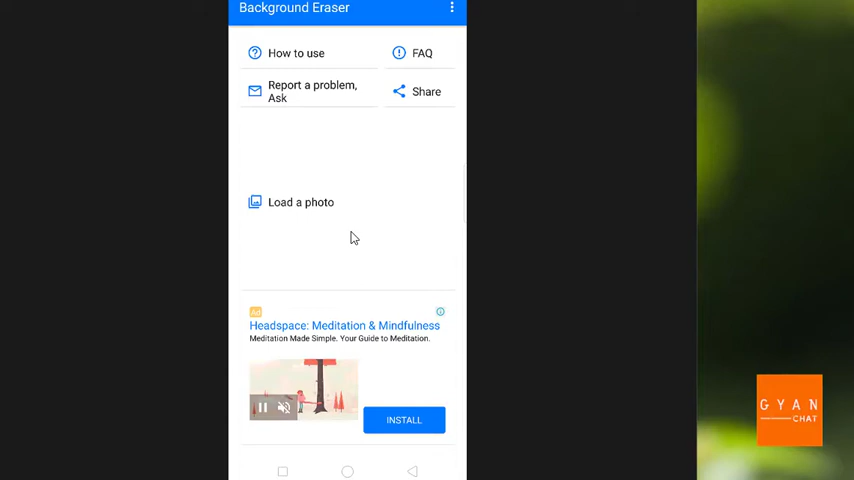 Background Eraser
How to use
FAQ
Report a problem,
Ask
Share
Load a photo
Ad
Headspace: Meditation & Mindfulness
Meditation Made Simple. Your Guide to Meditation.
INSTALL
GYAN
CHAT